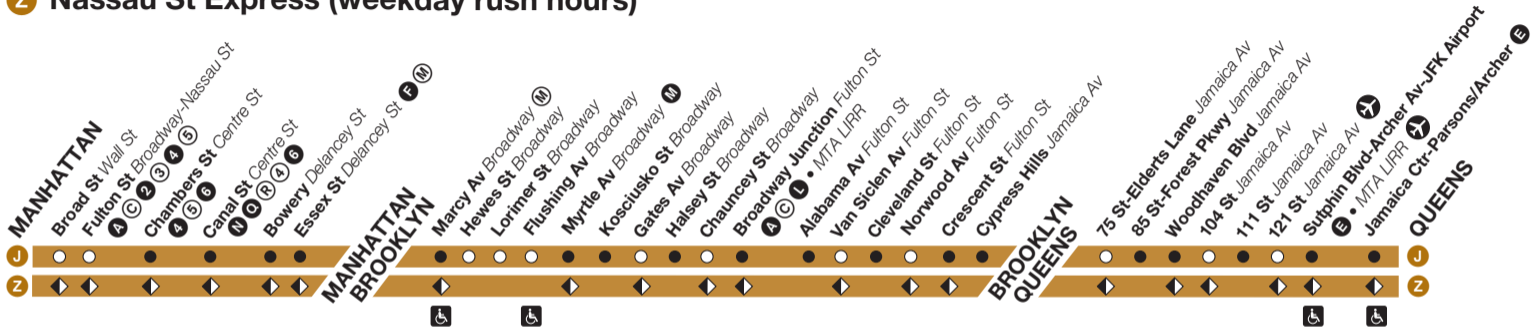 Z Nassau St Express (weekday rush hours)
MANHATTAN
Broad St Wall St
Fulton St Broadway-Nassau St
A C 2 3 4 5
Chambers St Centre St
4 5 6
Canal St Centre St
N Q R 4 6
Bowery Delancey St
Essex St Delancey St F M
MANHATTAN
BROOKLYN
Marcy Av Broadway M
Hewes St Broadway
Lorimer St Broadway
Flushing Av Broadway
Myrtle Av Broadway M
Kosciusko St Broadway
Gates Av Broadway
Halsey St Broadway
Chauncey St Broadway
Broadway Junction Fulton St
A C L • MTA LIRR
Alabama Av Fulton St
Van Siclen Av Fulton St
Cleveland St Fulton St
Norwood Av Fulton St
Crescent St Fulton St
Cypress Hills Jamaica Av
BROOKLYN
QUEENS
75 St-Elderts Lane Jamaica Av
85 St-Forest Pkwy Jamaica Av
Woodhaven Blvd Jamaica Av
104 St Jamaica Av
111 St Jamaica Av
121 St Jamaica Av
Sutphin Blvd-Archer Av-JFK Airport
E • MTA LIRR
Jamaica Ctr-Parsons/Archer E
QUEENS
J J
Z Z